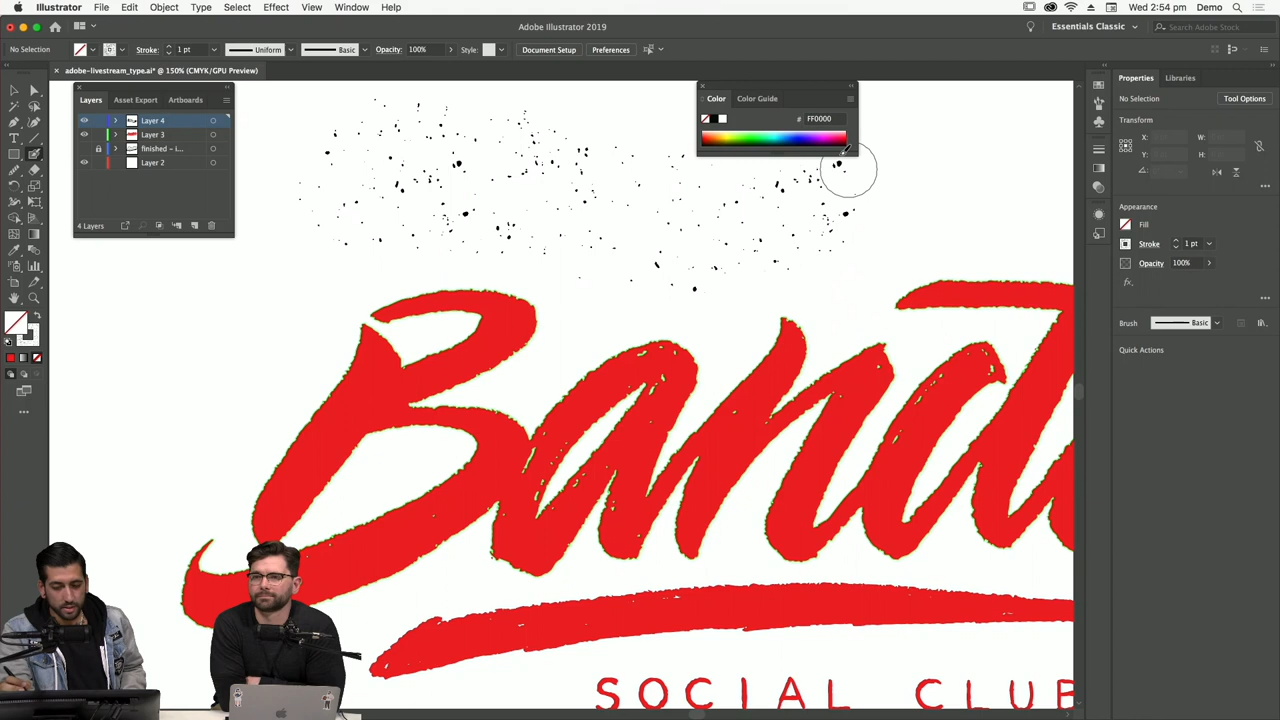 Illustrator File Edit Object Type Select Effect View Window Help Wed 2:54 pm Demo
Adobe Illustrator 2019 Essentials Classic Search Adobe Stock
No Selection Stroke: 1 pt Uniform Basic Opacity: 100% Style: Document Setup Preferences
× adobe-livestream_type.ai* @ 150% (CMYK/GPU Preview)
Layers Asset Export Artboards
Layer 4
Layer 3
finished - i...
Layer 2
4 Layers
Color Color Guide
# FF0000
Properties Libraries
No Selection Tool Options
Transform
X: W:
Y: H:
Appearance
Fill
Stroke 1 pt
Opacity 100%
fx.
Brush Basic
Quick Actions
Band
SOCIAL CLUB